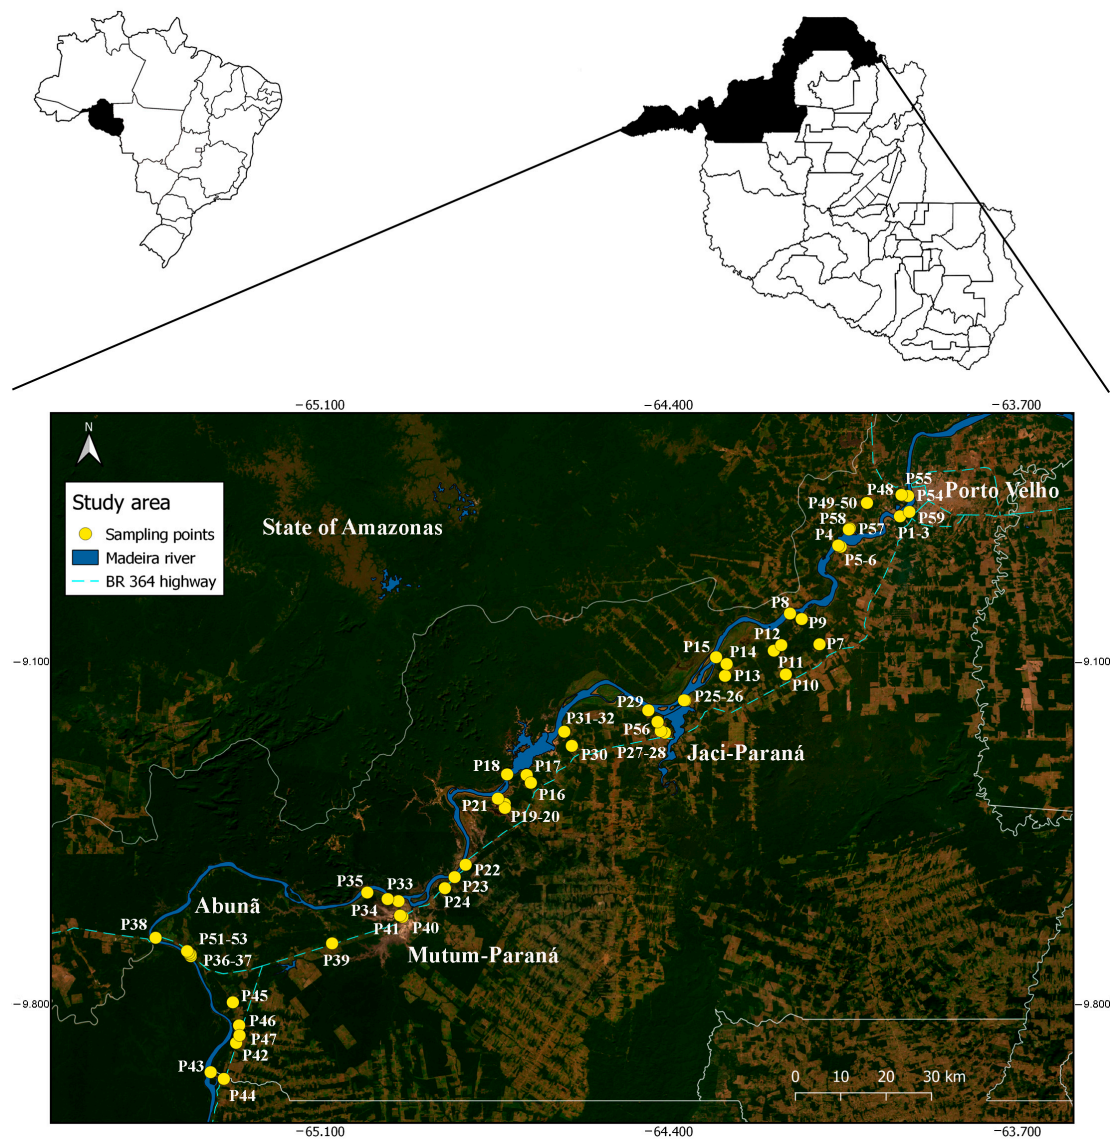 −65.100
−64.400
−63.700
N
Study area
Sampling points
Madeira river
BR 364 highway
State of Amazonas
P55
P48
P54
Porto Velho
P49-50
P59
P58
P57
P1-3
P4
P5-6
P8
P9
P12
P7
P15
P14
P11
−9.100
−9.100
P13
P10
P25-26
P29
P31-32
P56
P27-28
Jaci-Paraná
P30
P18
P17
P16
P21
P19-20
P22
P23
P35
P33
P24
P34
Abunã
P38
P41
P40
P51-53
P39
Mutum-Paraná
P36-37
P45
−9.800
−9.800
P46
P47
P42
P43
P44
0 10 20 30 km
−65.100
−64.400
−63.700